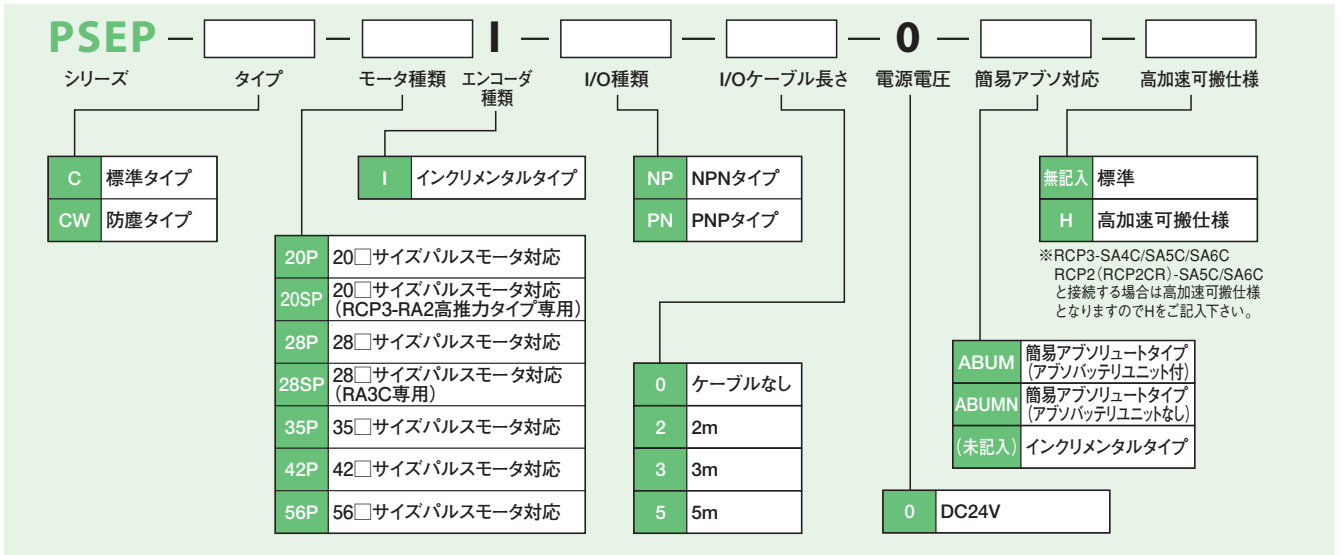 PSEP — — I — — — 0 — —
シリーズ
タイプ
モータ種類
エンコーダ
種類
I/O種類
I/Oケーブル長さ
電源電圧
簡易アブソ対応
高加速可搬仕様
C 標準タイプ
CW 防塵タイプ
I インクリメンタルタイプ
NP NPNタイプ
PN PNPタイプ
無記入 標準
H 高加速可搬仕様
※RCP3-SA4C/SA5C/SA6C
RCP2(RCP2CR)-SA5C/SA6C
と接続する場合は高加速可搬仕様
となりますのでHをご記入下さい。
20P 20□サイズパルスモータ対応
20SP 20□サイズパルスモータ対応
(RCP3-RA2高推力タイプ専用)
28P 28□サイズパルスモータ対応
28SP 28□サイズパルスモータ対応
(RA3C専用)
35P 35□サイズパルスモータ対応
42P 42□サイズパルスモータ対応
56P 56□サイズパルスモータ対応
0 ケーブルなし
2 2m
3 3m
5 5m
ABUM 簡易アブソリュートタイプ
(アブソバッテリユニット付)
ABUMN 簡易アブソリュートタイプ
(アブソバッテリユニットなし)
(未記入) インクリメンタルタイプ
0 DC24V